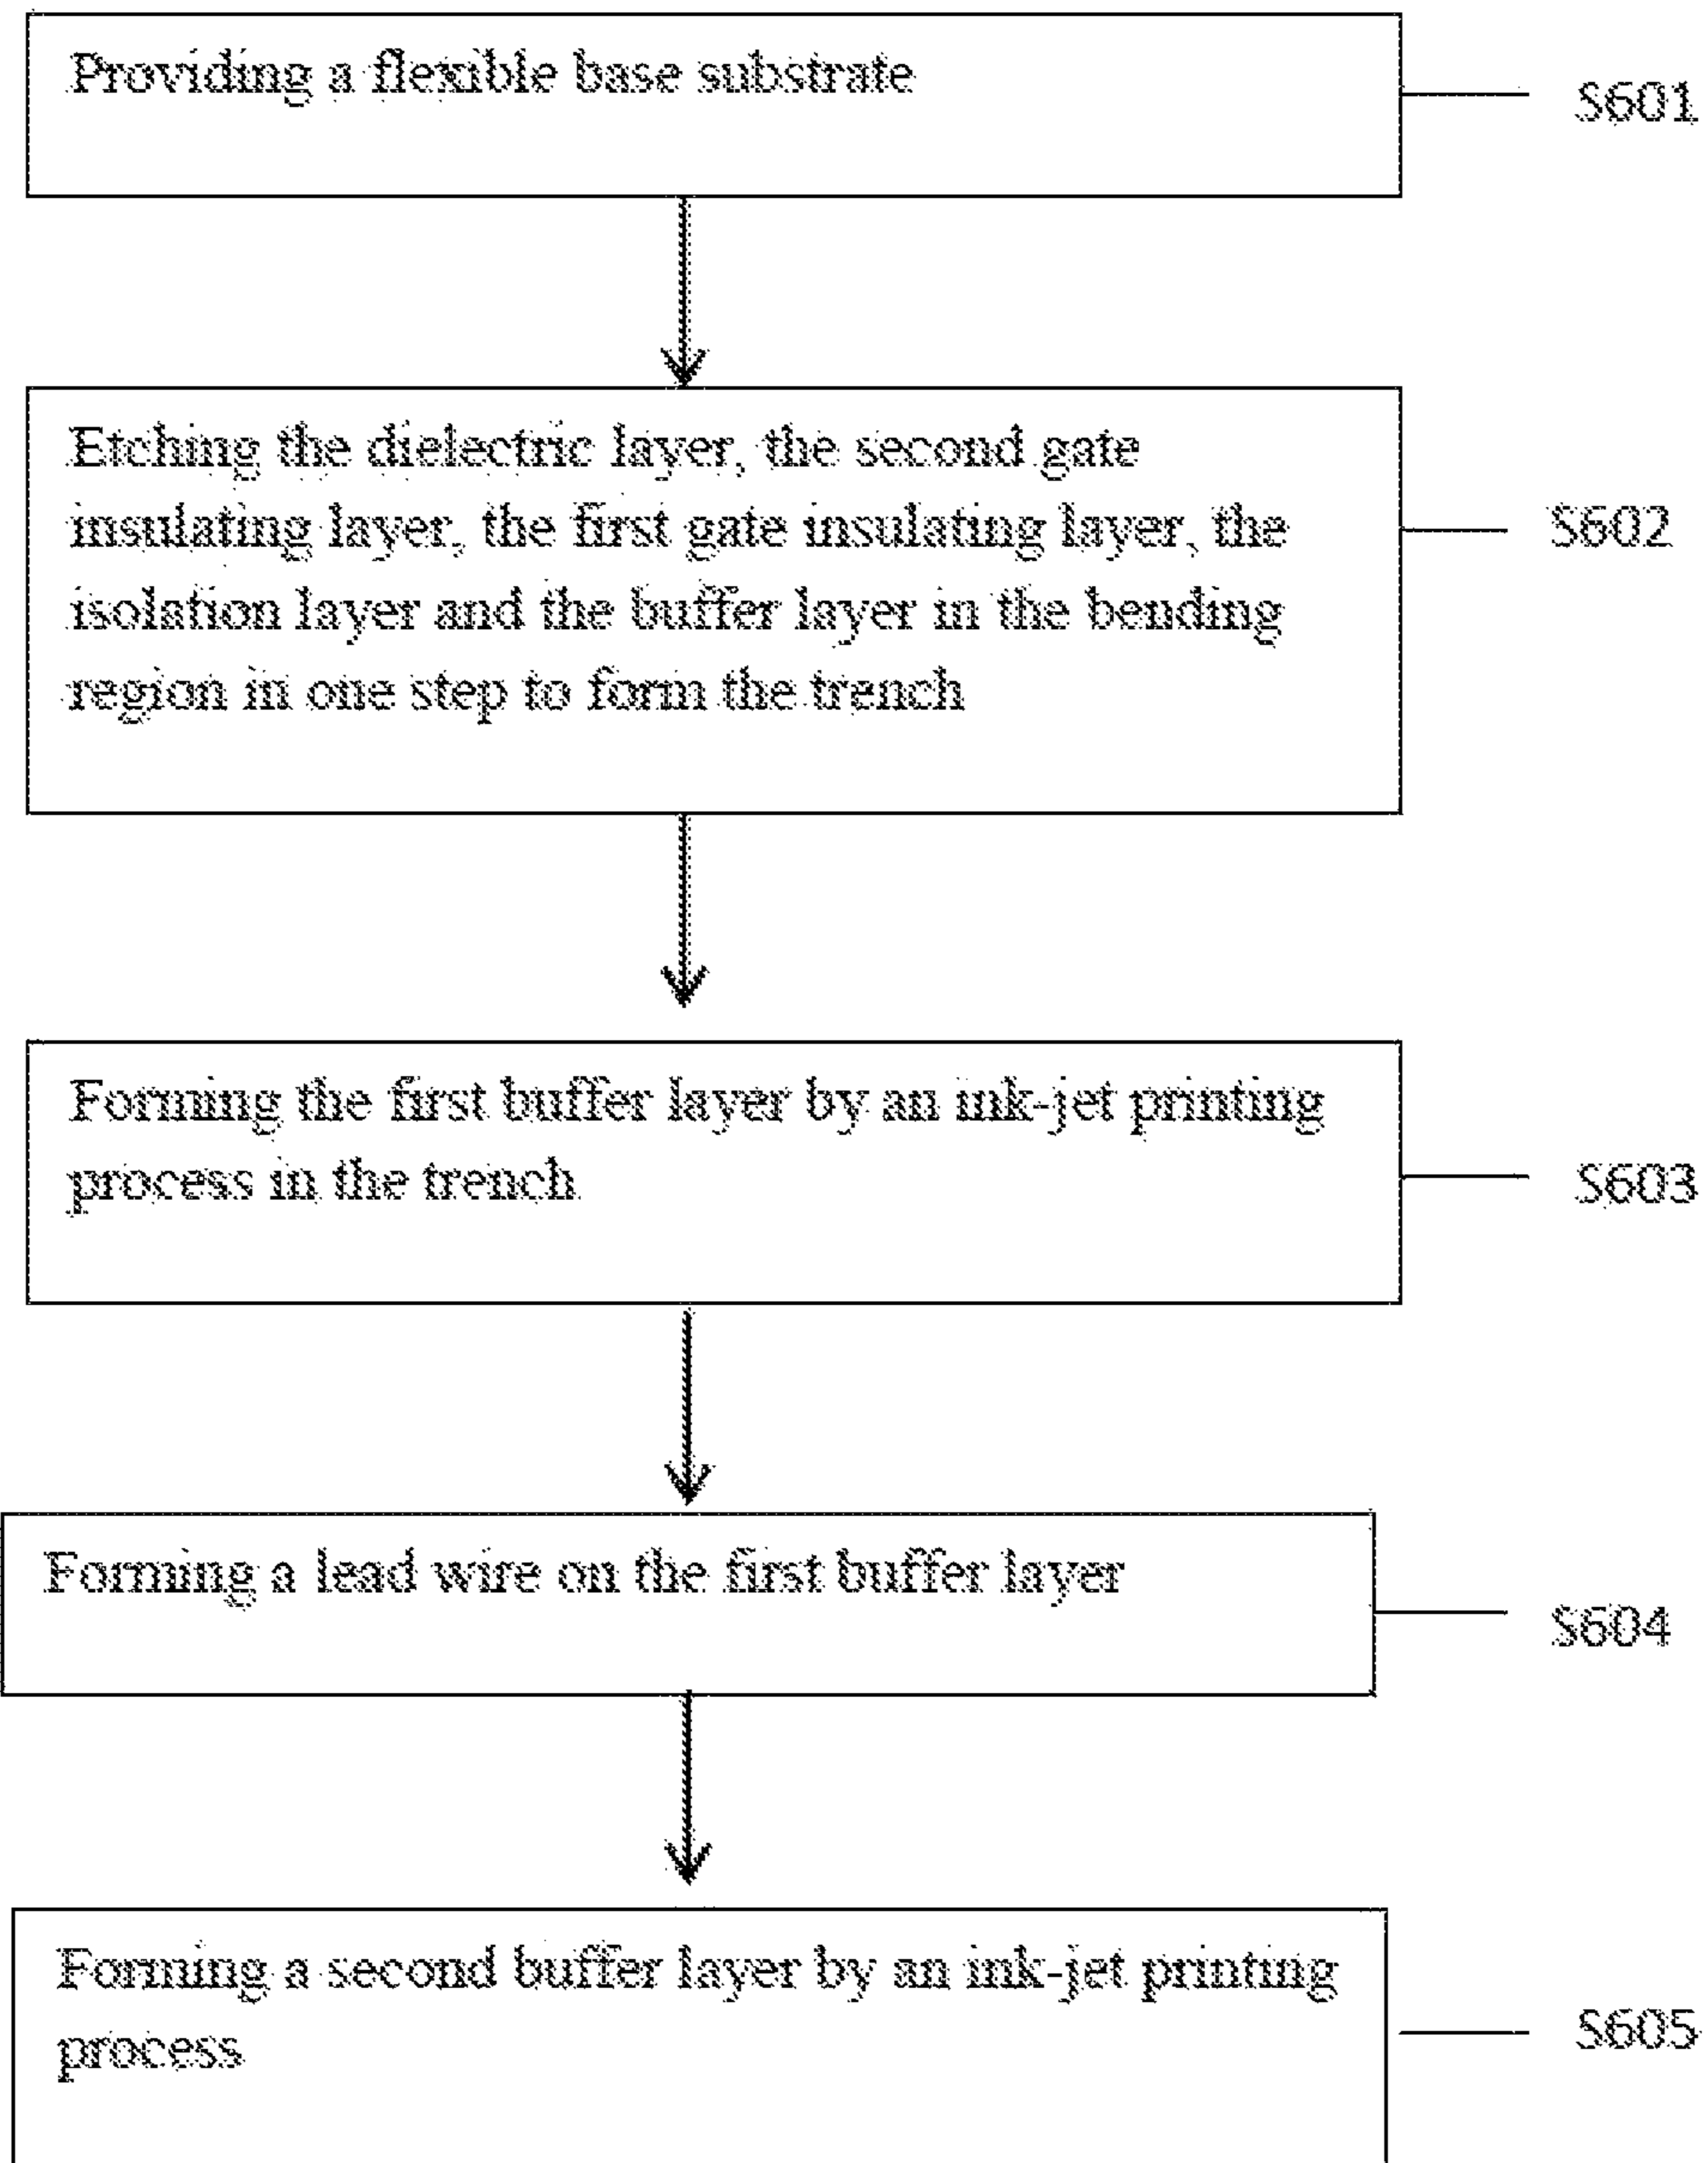 Providing a flexible base substrate
S601
Etching the dielectric layer, the second gate
insulating layer, the first gate insulating layer, the
isolation layer and the buffer layer in the bending
region in one step to form the trench
S602
Forming the first buffer layer by an ink-jet printing
process in the trench
S603
Forming a lead wire on the first buffer layer
S604
Forming a second buffer layer by an ink-jet printing
process
S605